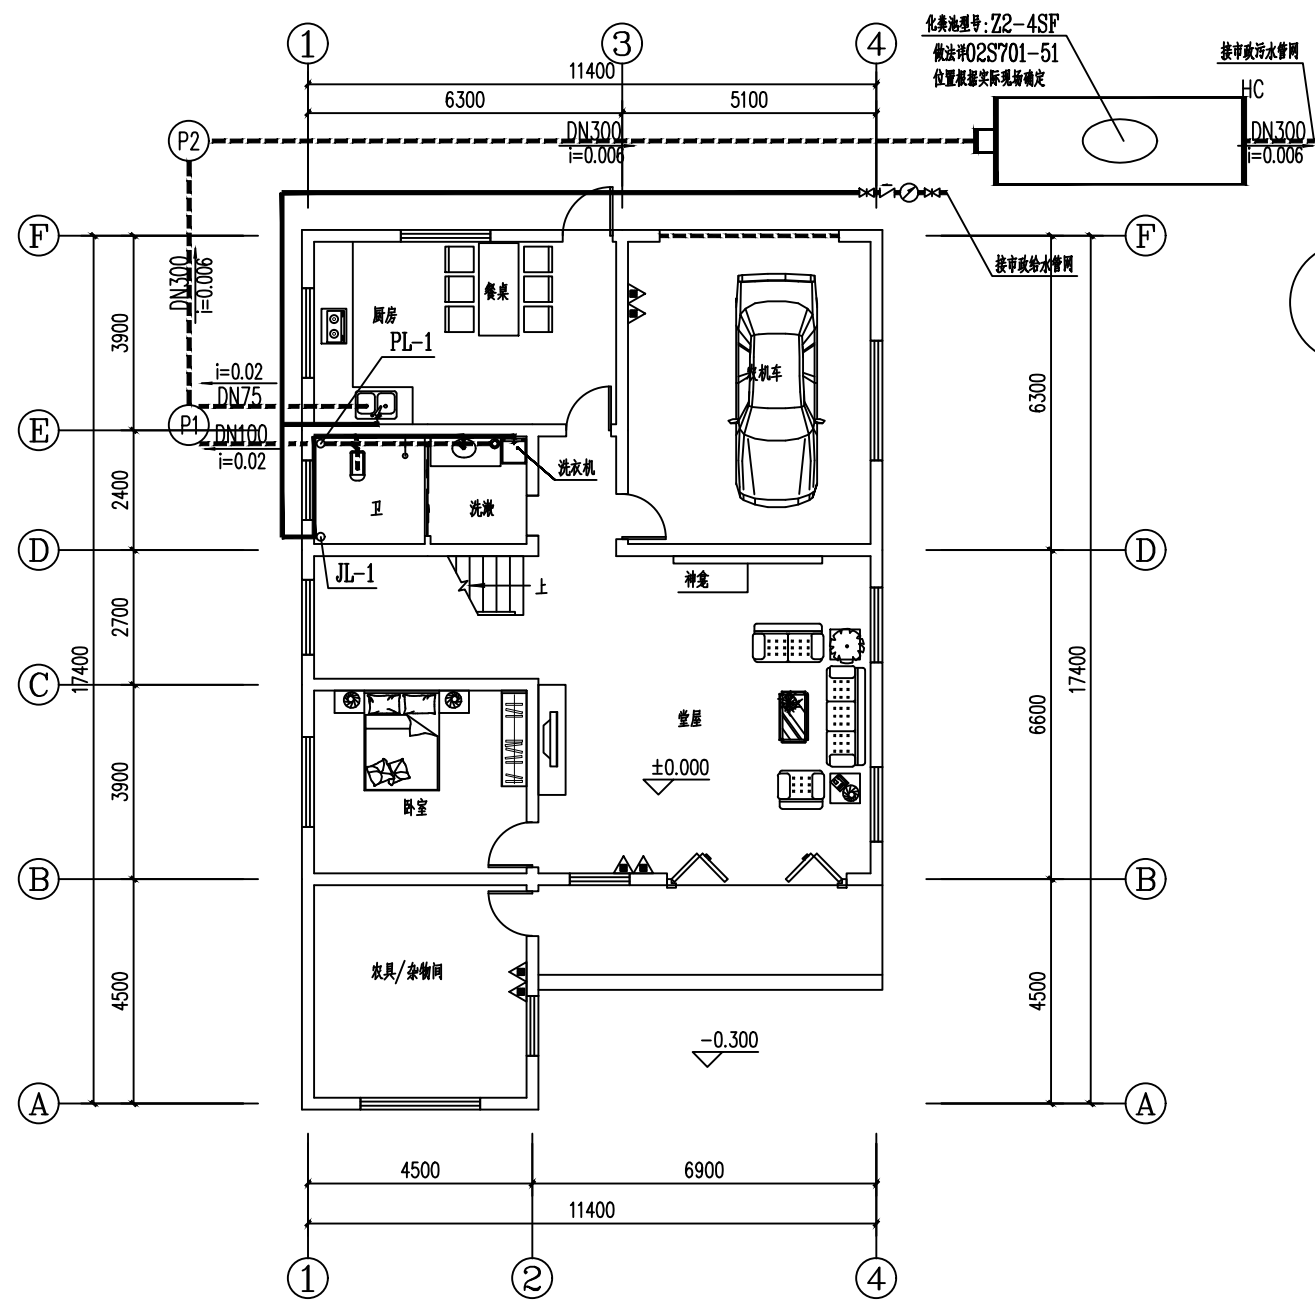 化粪池型号:Z2-4SF
做法详02S701-51
位置根据实际现场确定
接市政污水管网
HC
1
3
4
11400
6300
5100
P2
DN300
i=0.006
DN300
i=0.006
接市政给水管网
F
F
DN300
i=0.006
3900
厨房
餐桌
PL-1
农机车
6300
i=0.02
DN75
P1
E
DN100
i=0.02
洗衣机
2400
卫
洗漱
D
D
JL-1
上
神龛
2700
17400
17400
C
堂屋
6600
±0.000
3900
卧室
B
B
4500
农具/杂物间
4500
-0.300
A
A
4500
6900
11400
1
2
4